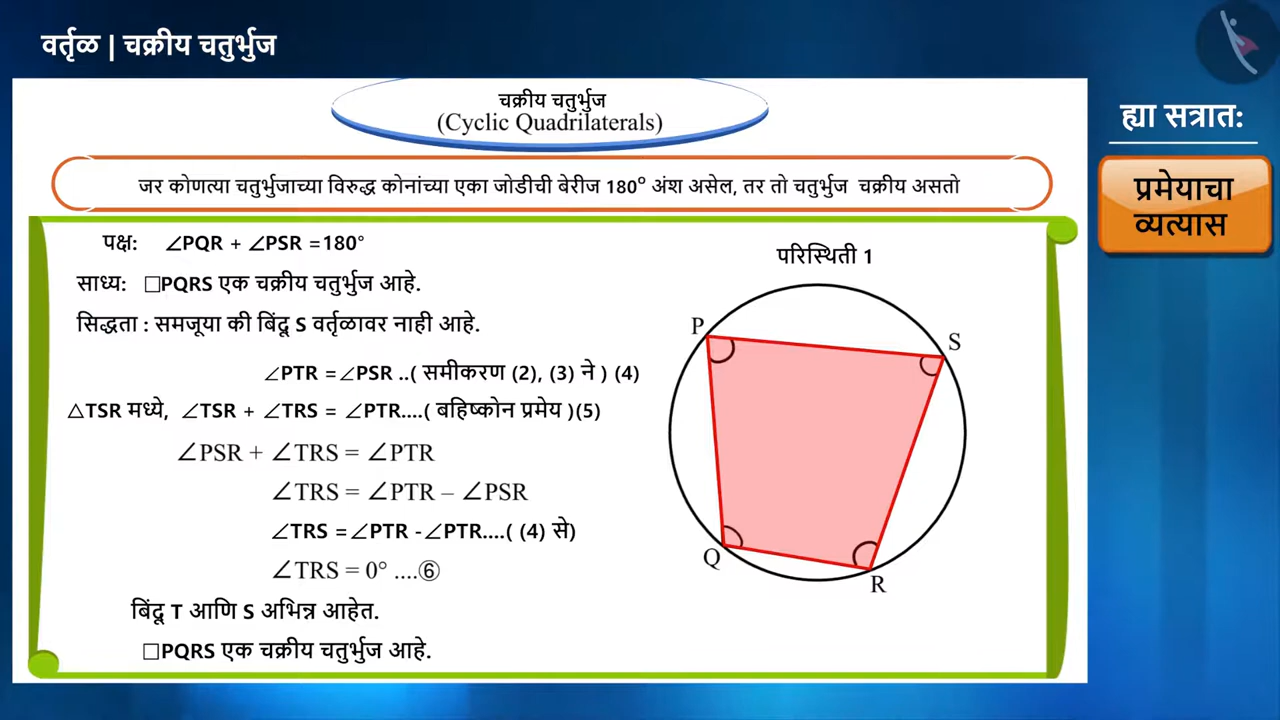 वर्तृळ | चक्रीय चतुर्भुज
ह्या सत्रात:
प्रमेयाचा
व्यत्यास
चक्रीय चतुर्भुज
(Cyclic Quadrilaterals)
जर कोणत्या चतुर्भुजाच्या विरुद्ध कोनांच्या एका जोडीची बेरीज 180° अंश असेल, तर तो चतुर्भुज चक्रीय असतो
पक्ष: ∠PQR + ∠PSR =180°
साध्य: □PQRS एक चक्रीय चतुर्भुज आहे.
सिद्धता : समजूया की बिंदू S वर्तृळावर नाही आहे.
∠PTR =∠PSR ..( समीकरण (2), (3) ने ) (4)
△TSR मध्ये, ∠TSR + ∠TRS = ∠PTR....( बहिष्कोन प्रमेय )(5)
∠PSR + ∠TRS = ∠PTR
∠TRS = ∠PTR – ∠PSR
∠TRS =∠PTR -∠PTR....( (4) से)
∠TRS = 0° ....⑥
बिंदू T आणि S अभिन्न आहेत.
□PQRS एक चक्रीय चतुर्भुज आहे.
परिस्थिती 1
P
S
Q
R